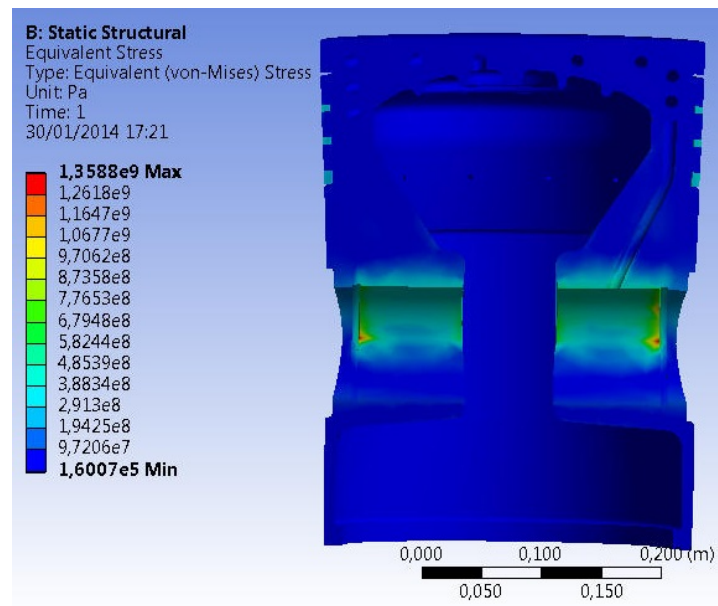 B: Static Structural
Equivalent Stress
Type: Equivalent (von-Mises) Stress
Unit: Pa
Time: 1
30/01/2014 17:21
1,3588e9 Max
1,2618e9
1,1647e9
1,0677e9
9,7062e8
8,7358e8
7,7653e8
6,7948e8
5,8244e8
4,8539e8
3,8834e8
2,913e8
1,9425e8
9,7206e7
1,6007e5 Min
0,000 0,100 0,200 (m)
0,050 0,150